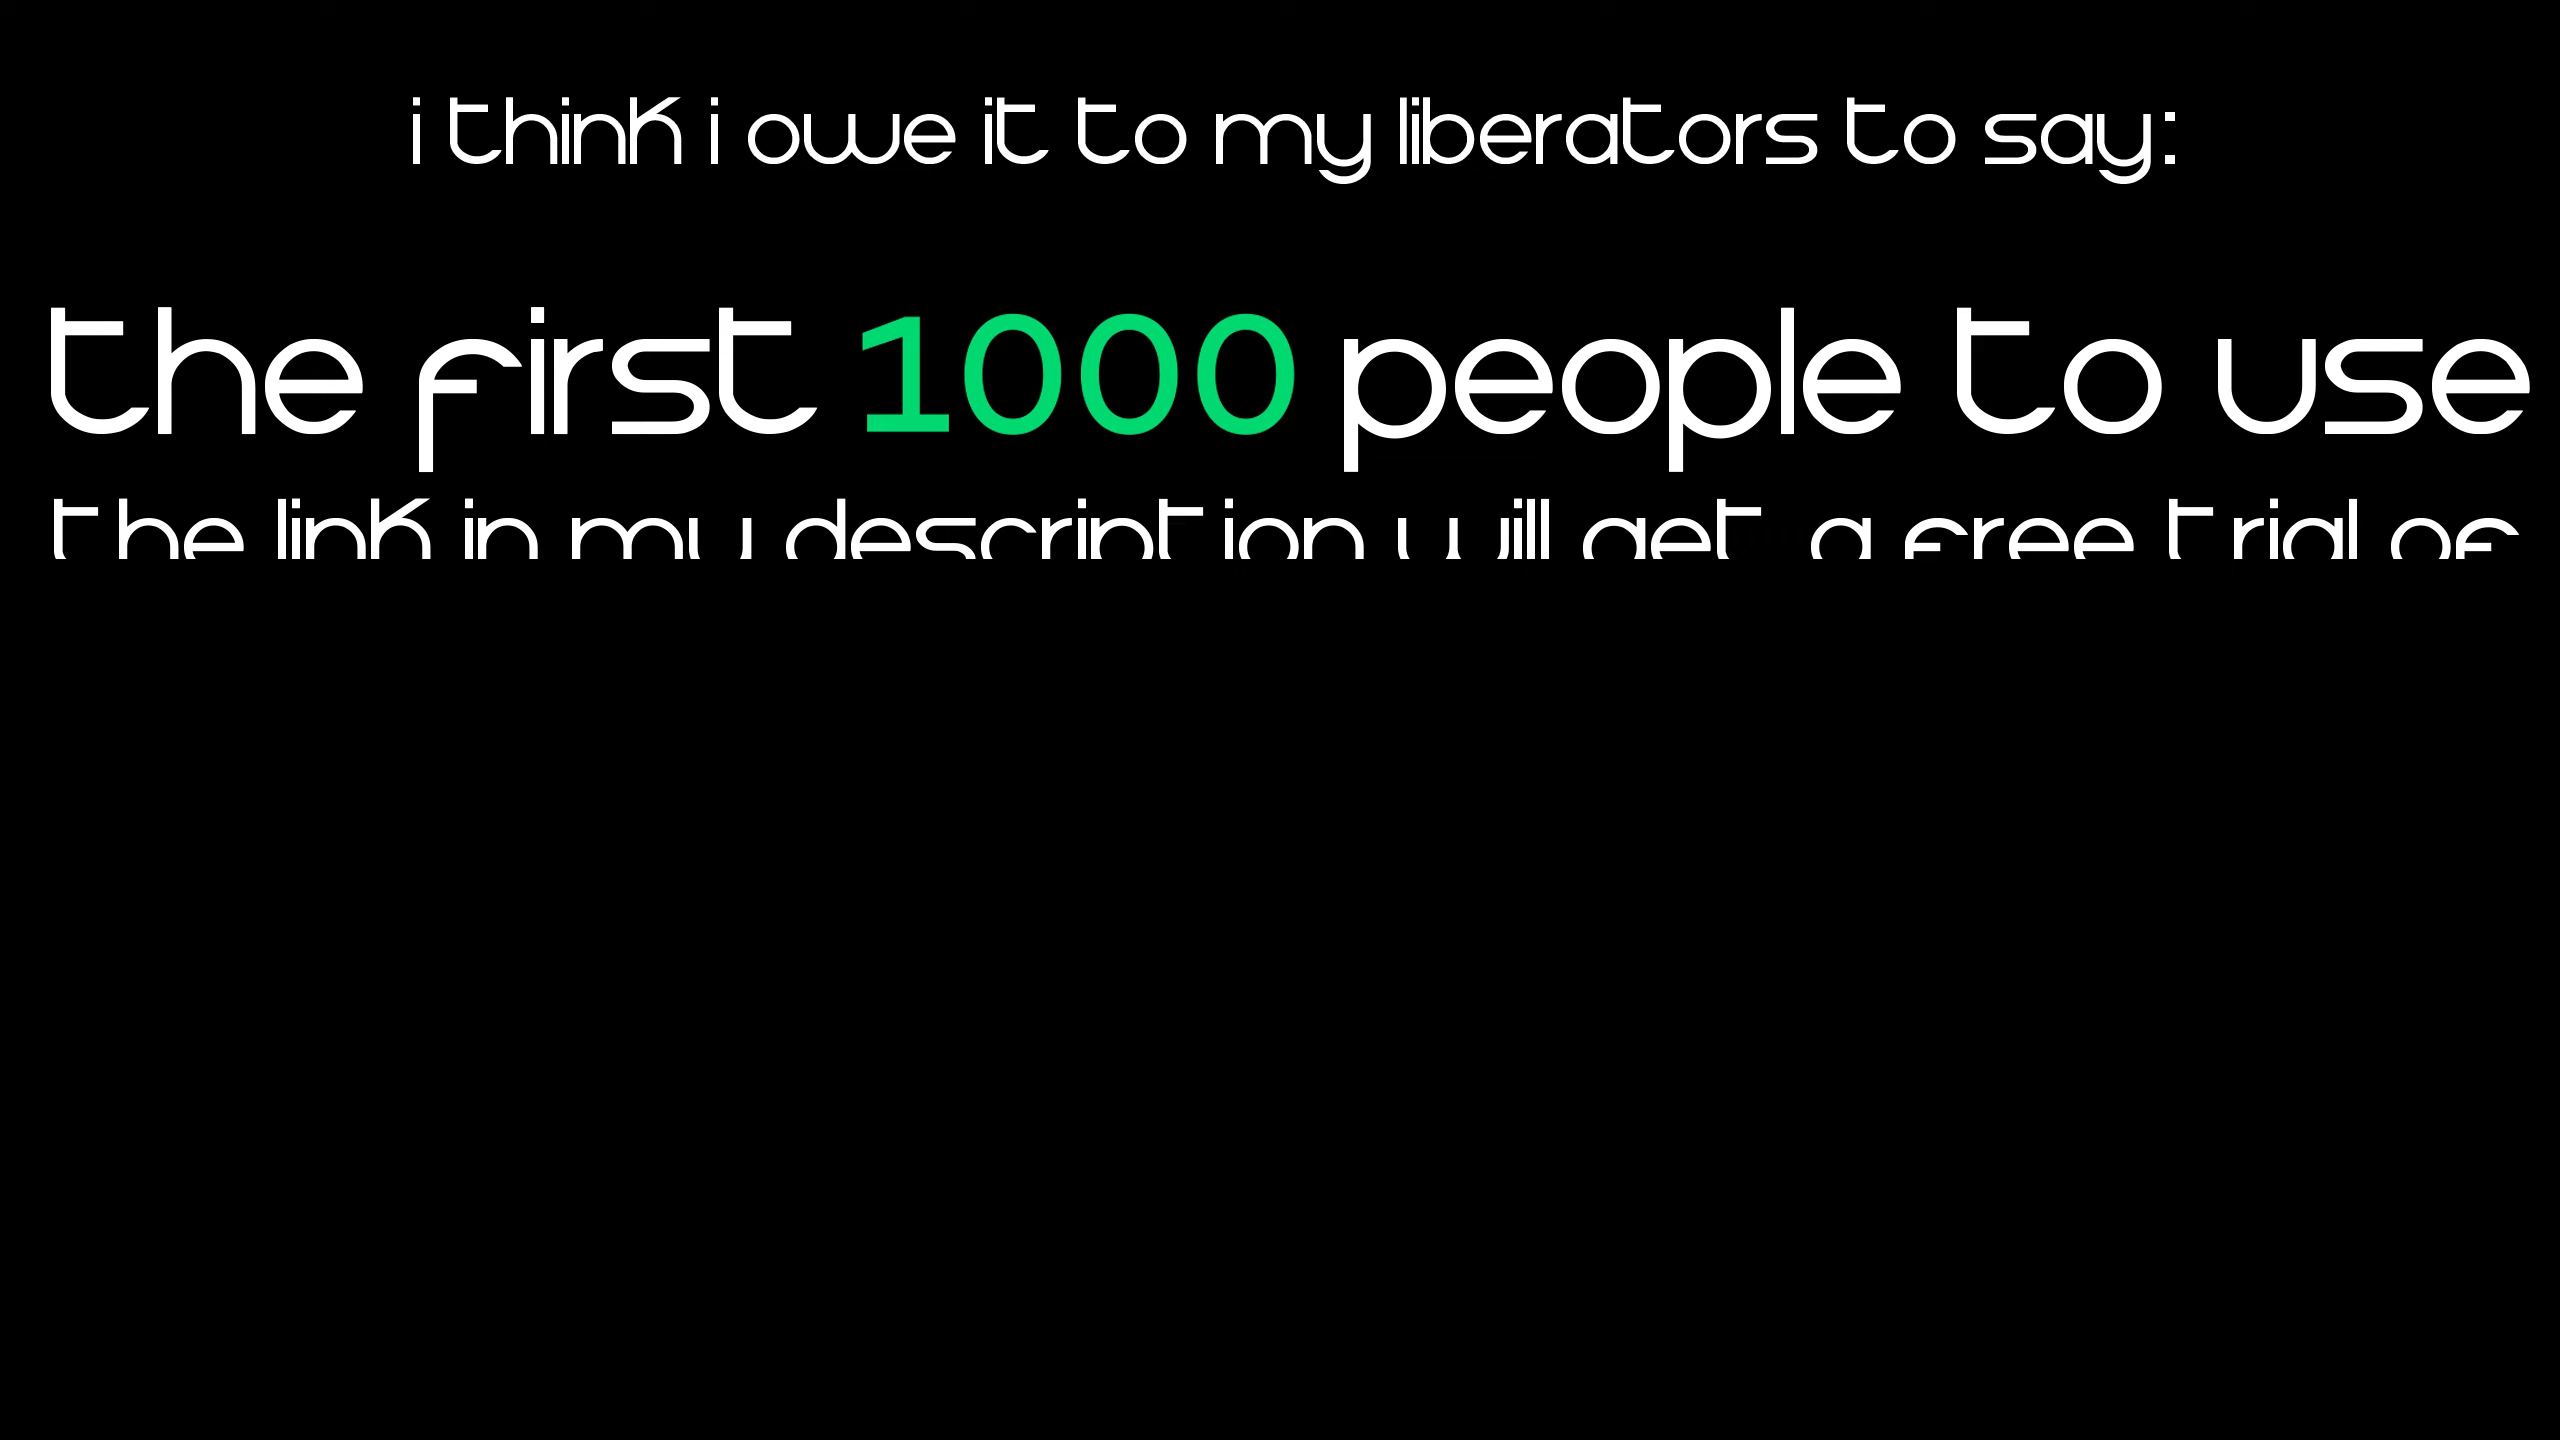 i think i owe it to my liberators to say:
the first 1000 people to use
the link in my description will get a free trial of